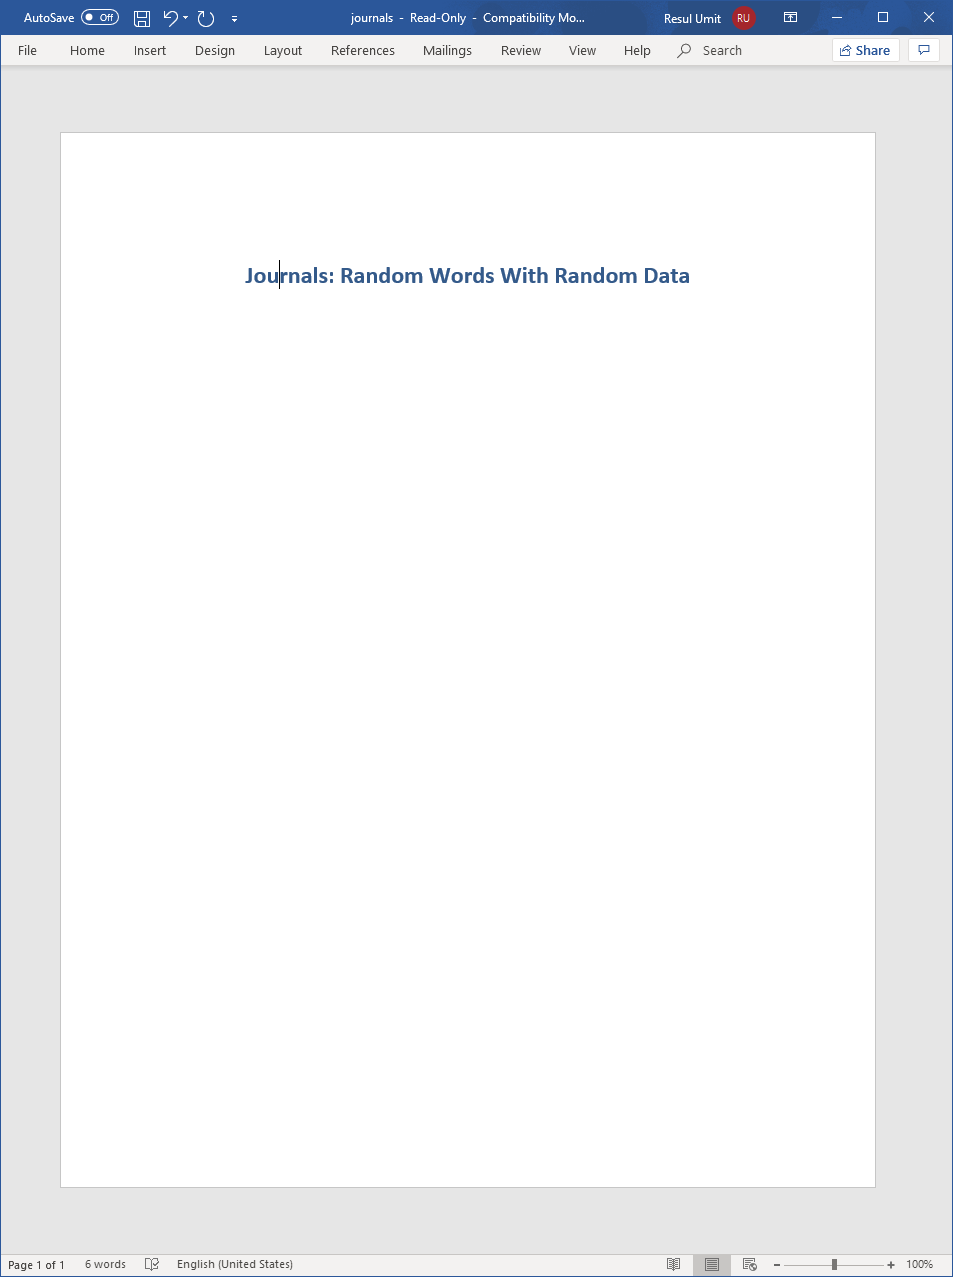 AutoSave Off journals - Read-Only - Compatibility Mo... Resul Umit RU
File Home Insert Design Layout References Mailings Review View Help Search Share
Journals: Random Words With Random Data
Page 1 of 1 6 words English (United States) 100%